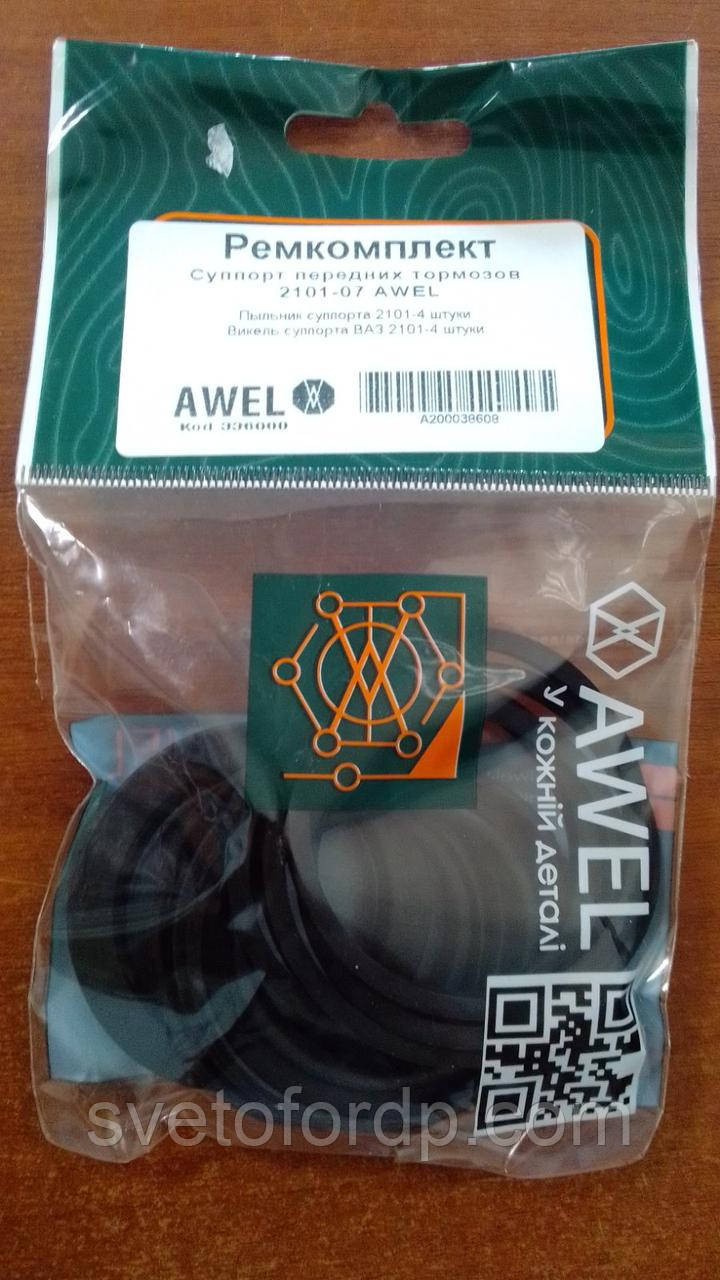 Ремкомплект
Суппорт передних тормозов
2101-07 AWEL
Пыльник суппорта 2101-4 штуки
Викель суппорта ВАЗ 2101-4 штуки
AWEL
Kod 336000
A200038608
AWEL
у кожній деталі
svetofordp.com